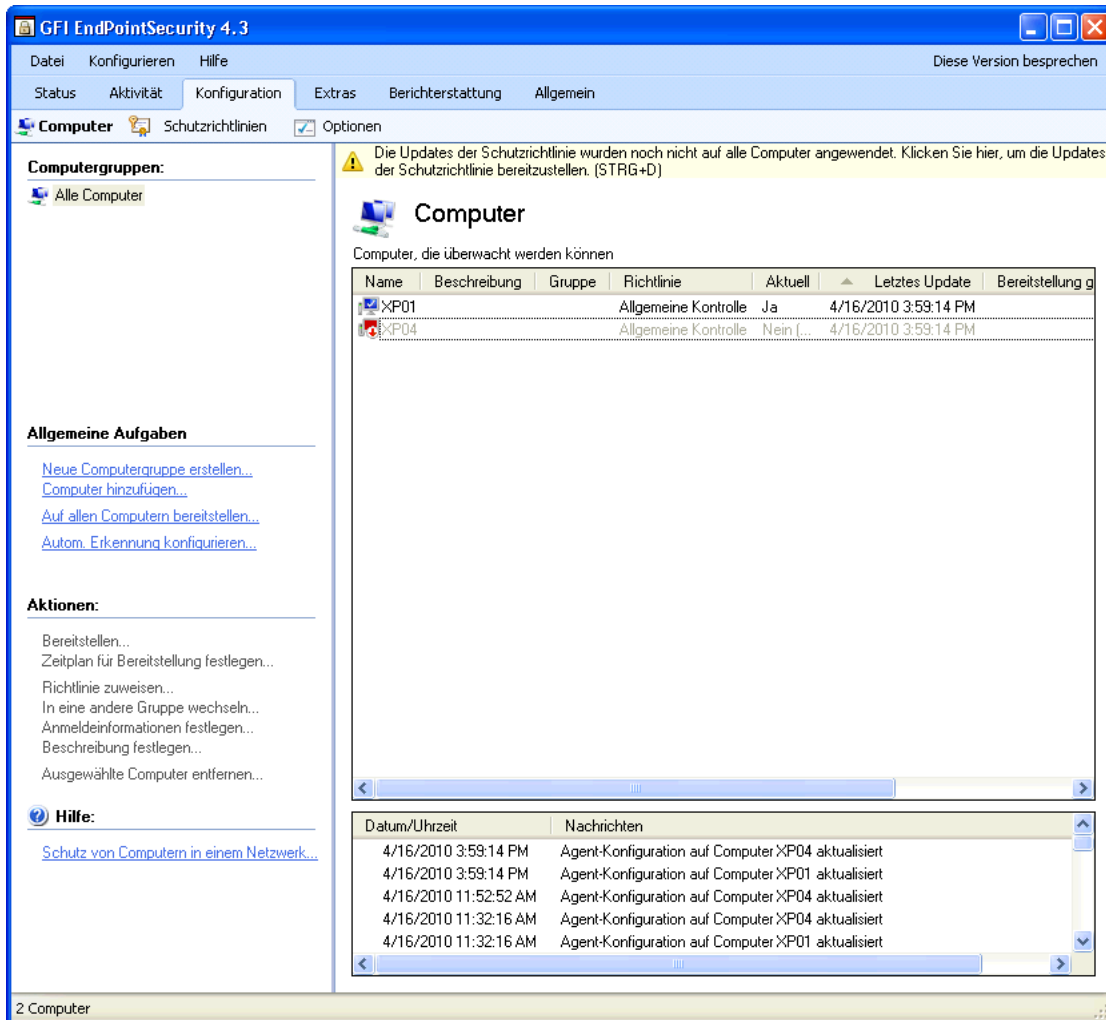 GFI EndPointSecurity 4.3
Datei Konfigurieren Hilfe Diese Version besprechen
Status Aktivität Konfiguration Extras Berichterstattung Allgemein
Computer Schutzrichtlinien Optionen
Computergruppen:
Alle Computer
Allgemeine Aufgaben
Neue Computergruppe erstellen...
Computer hinzufügen...
Auf allen Computern bereitstellen...
Autom. Erkennung konfigurieren...
Aktionen:
Bereitstellen...
Zeitplan für Bereitstellung festlegen...
Richtlinie zuweisen...
In eine andere Gruppe wechseln...
Anmeldeinformationen festlegen...
Beschreibung festlegen...
Ausgewählte Computer entfernen...
Hilfe:
Schutz von Computern in einem Netzwerk...
Die Updates der Schutzrichtlinie wurden noch nicht auf alle Computer angewendet. Klicken Sie hier, um die Updates
der Schutzrichtlinie bereitzustellen. (STRG+D)
Computer
Computer, die überwacht werden können
Name Beschreibung Gruppe Richtlinie Aktuell Letztes Update Bereitstellung g
XP01 Allgemeine Kontrolle Ja 4/16/2010 3:59:14 PM
XP04 Allgemeine Kontrolle Nein (... 4/16/2010 3:59:14 PM
Datum/Uhrzeit Nachrichten
4/16/2010 3:59:14 PM Agent-Konfiguration auf Computer XP04 aktualisiert
4/16/2010 3:59:14 PM Agent-Konfiguration auf Computer XP01 aktualisiert
4/16/2010 11:52:52 AM Agent-Konfiguration auf Computer XP04 aktualisiert
4/16/2010 11:32:16 AM Agent-Konfiguration auf Computer XP04 aktualisiert
4/16/2010 11:32:16 AM Agent-Konfiguration auf Computer XP01 aktualisiert
2 Computer